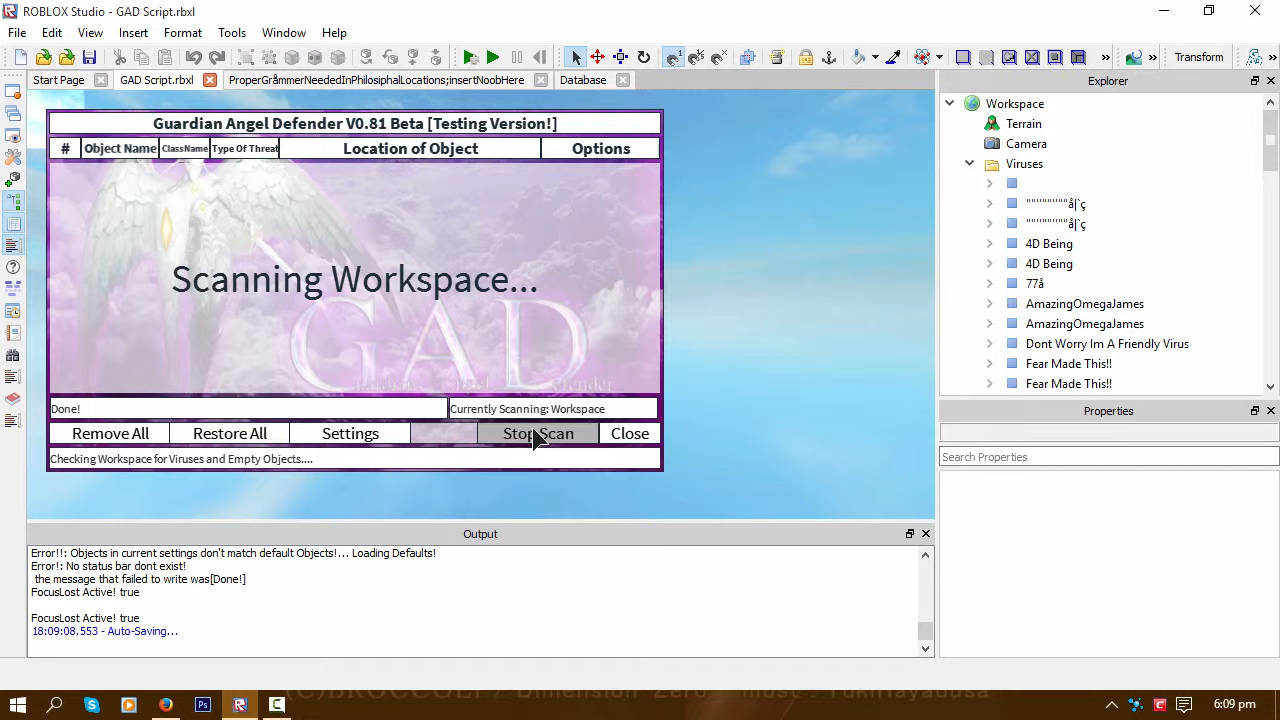 ROBLOX Studio - GAD Script.rbxl
File Edit View Insert Format Tools Window Help
Transform
Start Page GAD Script.rbxl ProperGråmmerNeededInPhilosiphalLocations;insertNoobHere Database
Explorer
Guardian Angel Defender V0.81 Beta [Testing Version!]
# Object Name ClassName Type Of Threat Location of Object Options
Scanning Workspace...
GAD
Done! Currently Scanning: Workspace
Remove All Restore All Settings Stop Scan Close
Checking Workspace for Viruses and Empty Objects....
Workspace
Terrain
Camera
Viruses
4D Being
4D Being
77å
AmazingOmegaJames
AmazingOmegaJames
Dont Worry Im A Friendly Virus
Fear Made This!!
Fear Made This!!
Properties
Search Properties
Output
Error!!: Objects in current settings don't match default Objects!... Loading Defaults!
Error!: No status bar dont exist!
the message that failed to write was[Done!]
FocusLost Active! true
FocusLost Active! true
18:09:08.553 - Auto-Saving...
6:09 pm